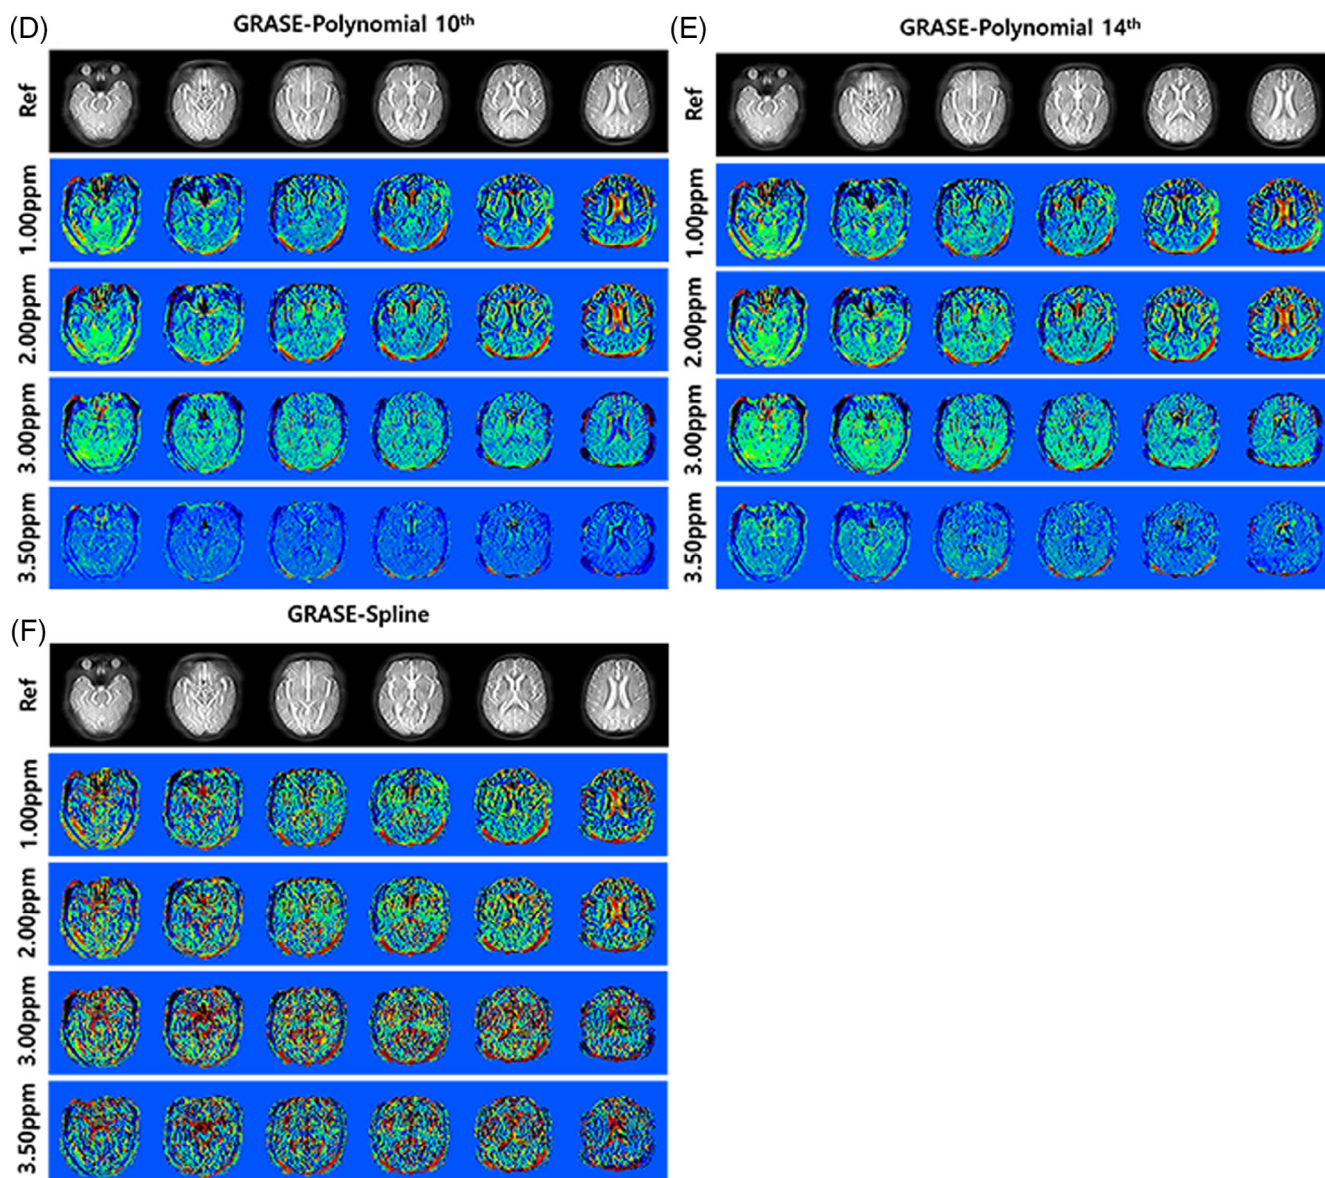 (D)
GRASE-Polynomial 10th
Ref
1.00ppm
2.00ppm
3.00ppm
3.50ppm
(E)
GRASE-Polynomial 14th
Ref
1.00ppm
2.00ppm
3.00ppm
3.50ppm
(F)
GRASE-Spline
Ref
1.00ppm
2.00ppm
3.00ppm
3.50ppm